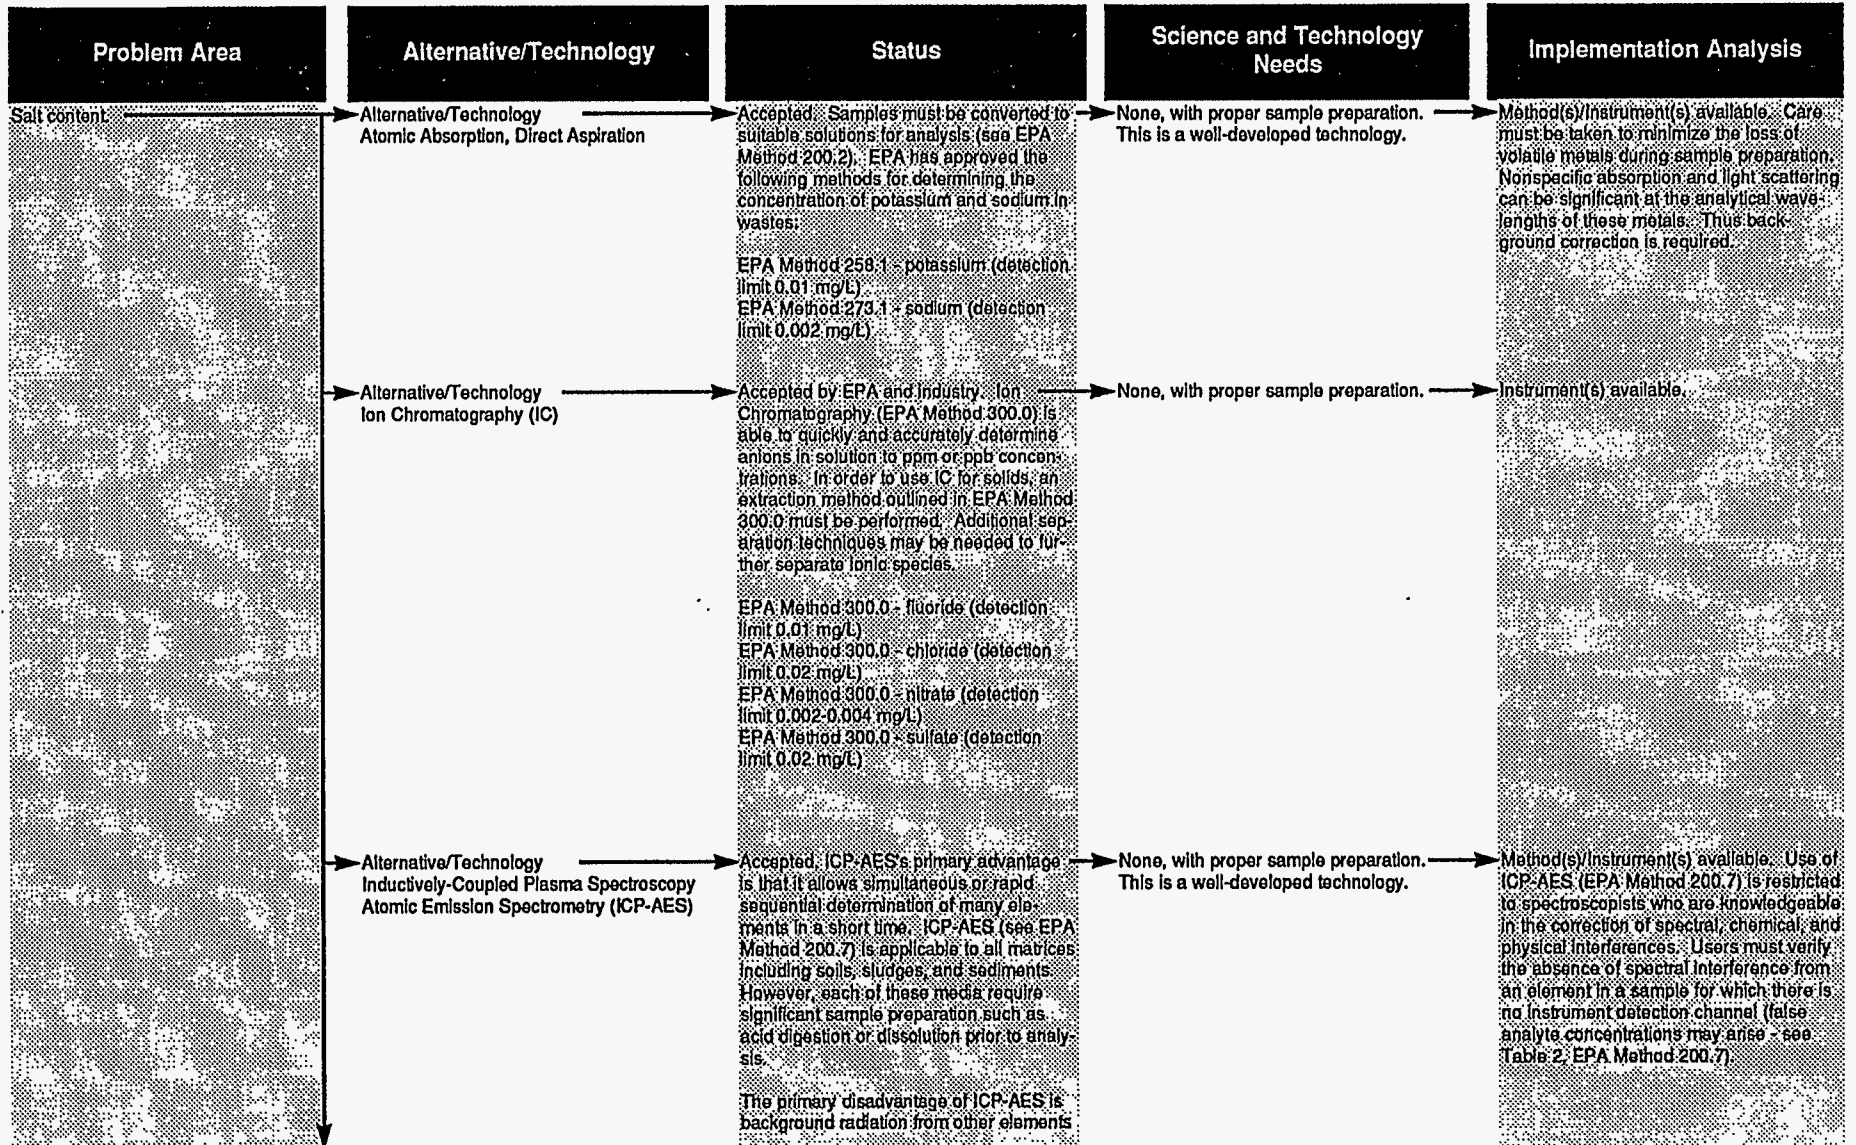 Problem Area
Alternative/Technology
Status
Science and Technology
Needs
Implementation Analysis
Salt content
Alternative/Technology
Atomic Absorption, Direct Aspiration
Accepted. Samples must be converted to
suitable solutions for analysis (see EPA
Method 200.2). EPA has approved the
following methods for determining the
concentration of potassium and sodium in
wastes:
EPA Method 258.1 - potassium (detection
limit 0.01 mg/L)
EPA Method 273.1 - sodium (detection
limit 0.002 mg/L)
None, with proper sample preparation.
This is a well-developed technology.
Method(s)/Instrument(s) available. Care
must be taken to minimize the loss of
volatile metals during sample preparation.
Nonspecific absorption and light scattering
can be significant at the analytical wave-
lengths of these metals. Thus back-
ground correction is required.
Alternative/Technology
Ion Chromatography (IC)
Accepted by EPA and industry. Ion
Chromatography (EPA Method 300.0) is
able to quickly and accurately determine
anions in solution to ppm or ppb concen-
trations. In order to use IC for solids, an
extraction method outlined in EPA Method
300.0 must be performed. Additional sep-
aration techniques may be needed to fur-
ther separate ionic species.
EPA Method 300.0 - fluoride (detection
limit 0.01 mg/L)
EPA Method 300.0 - chloride (detection
limit 0.02 mg/L)
EPA Method 300.0 - nitrate (detection
limit 0.002-0.004 mg/L)
EPA Method 300.0 - sulfate (detection
limit 0.02 mg/L)
None, with proper sample preparation.
Instrument(s) available.
Alternative/Technology
Inductively-Coupled Plasma Spectroscopy
Atomic Emission Spectrometry (ICP-AES)
Accepted. ICP-AES's primary advantage
is that it allows simultaneous or rapid
sequential determination of many ele-
ments in a short time. ICP-AES (see EPA
Method 200.7) is applicable to all matrices
including soils, sludges, and sediments.
However, each of these media require
significant sample preparation such as
acid digestion or dissolution prior to analy-
sis.
The primary disadvantage of ICP-AES is
background radiation from other elements
None, with proper sample preparation.
This is a well-developed technology.
Method(s)/Instrument(s) available. Use of
ICP-AES (EPA Method 200.7) is restricted
to spectroscopists who are knowledgeable
in the correction of spectral, chemical, and
physical interferences. Users must verify
the absence of spectral interference from
an element in a sample for which there is
no instrument detection channel (false
analyte concentrations may arise - see
Table 2, EPA Method 200.7).